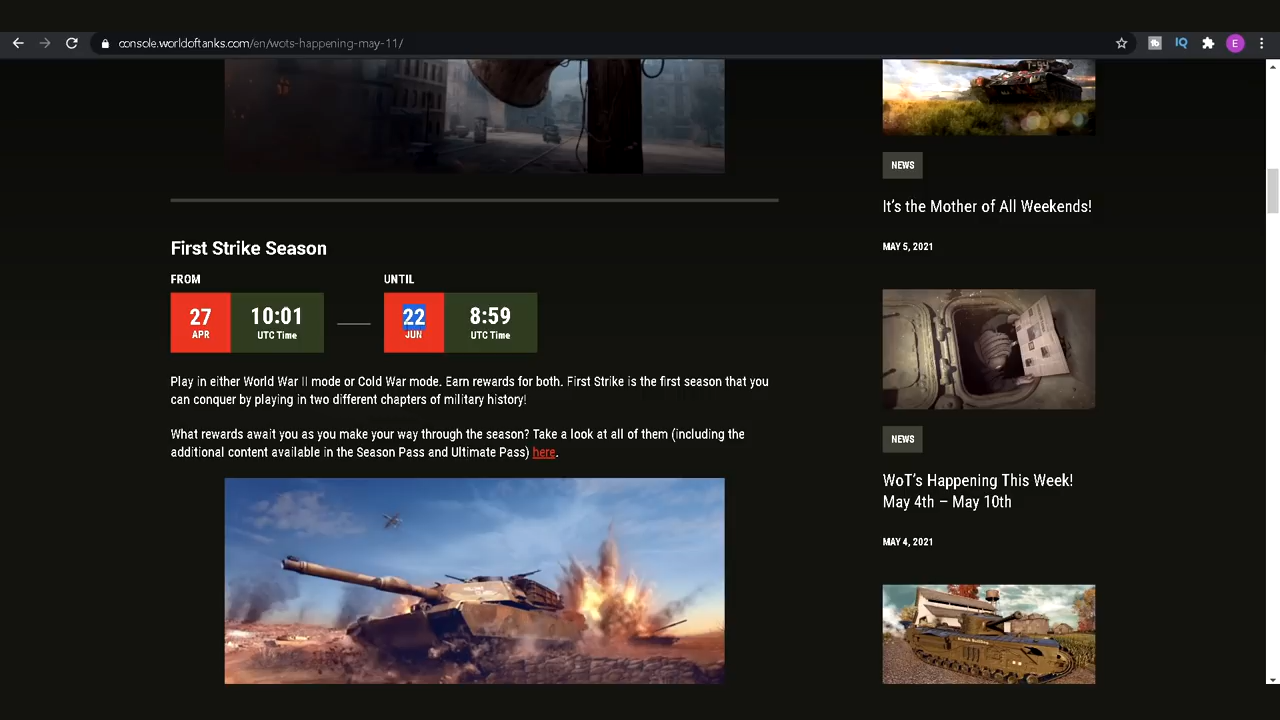 console.worldoftanks.com/en/wots-happening-may-11/
IQ
E
First Strike Season
FROM
UNTIL
27
APR
10:01
UTC Time
22
JUN
8:59
UTC Time
Play in either World War II mode or Cold War mode. Earn rewards for both. First Strike is the first season that you
can conquer by playing in two different chapters of military history!
What rewards await you as you make your way through the season? Take a look at all of them (including the
additional content available in the Season Pass and Ultimate Pass) here.
NEWS
It's the Mother of All Weekends!
MAY 5, 2021
NEWS
WoT's Happening This Week!
May 4th – May 10th
MAY 4, 2021